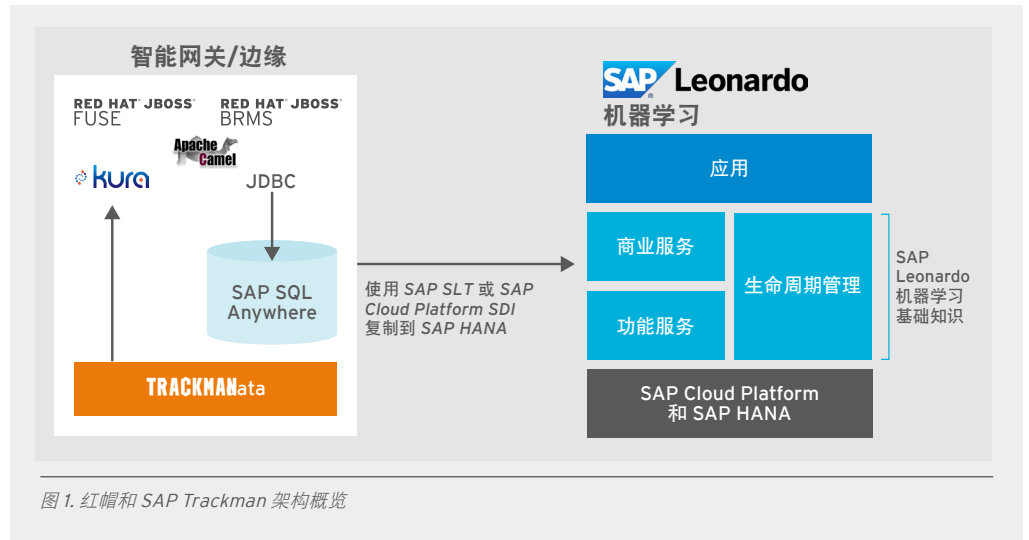 智能网关/边缘
RED HAT® JBOSS®
FUSE
RED HAT® JBOSS®
BRMS
Apache
Camel
kura
JDBC
SAP SQL
Anywhere
TRACKMANata
使用 SAP SLT 或 SAP
Cloud Platform SDI
复制到 SAP HANA
SAP® Leonardo
机器学习
应用
商业服务
功能服务
生命周期管理
SAP
Leonardo
机器学习
基础知识
SAP Cloud Platform
和 SAP HANA
图 1. 红帽和 SAP Trackman 架构概览